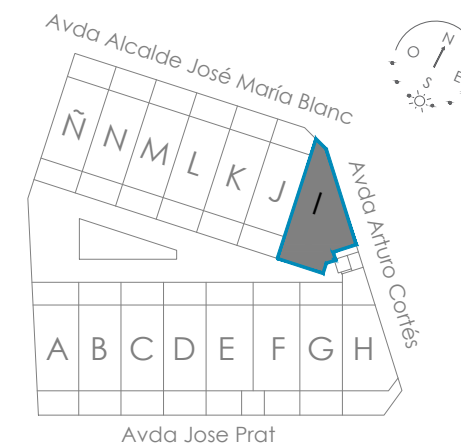 Avda Alcalde José María Blanc
N
O
S
E
Ñ N M L K J I
Avda Arturo Cortés
A B C D E F G H
Avda Jose Prat